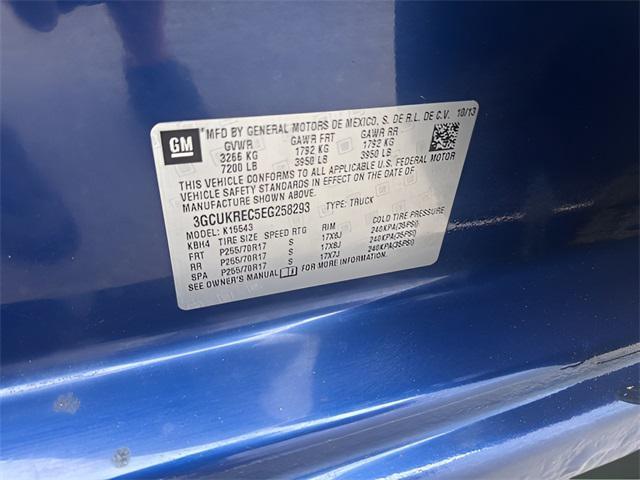 GM
MFD BY GENERAL MOTORS DE MEXICO, S. DE R.L. DE C.V. 10/13
GVWR GAWR FRT GAWR RR
3266 KG 1792 KG 1792 KG
7200 LB 3950 LB 3950 LB
THIS VEHICLE CONFORMS TO ALL APPLICABLE U.S. FEDERAL MOTOR
VEHICLE SAFETY STANDARDS IN EFFECT ON THE DATE OF
MANUFACTURE SHOWN ABOVE.
3GCUKREC5EG258293 TYPE: TRUCK
MODEL: K15543
KBH4 TIRE SIZE SPEED RTG RIM COLD TIRE PRESSURE
FRT P255/70R17 S 17X8J 240KPA(35PSI)
RR P255/70R17 S 17X8J 240KPA(35PSI)
SPA P255/70R17 S 17X7J 240KPA(35PSI)
SEE OWNER'S MANUAL FOR MORE INFORMATION.